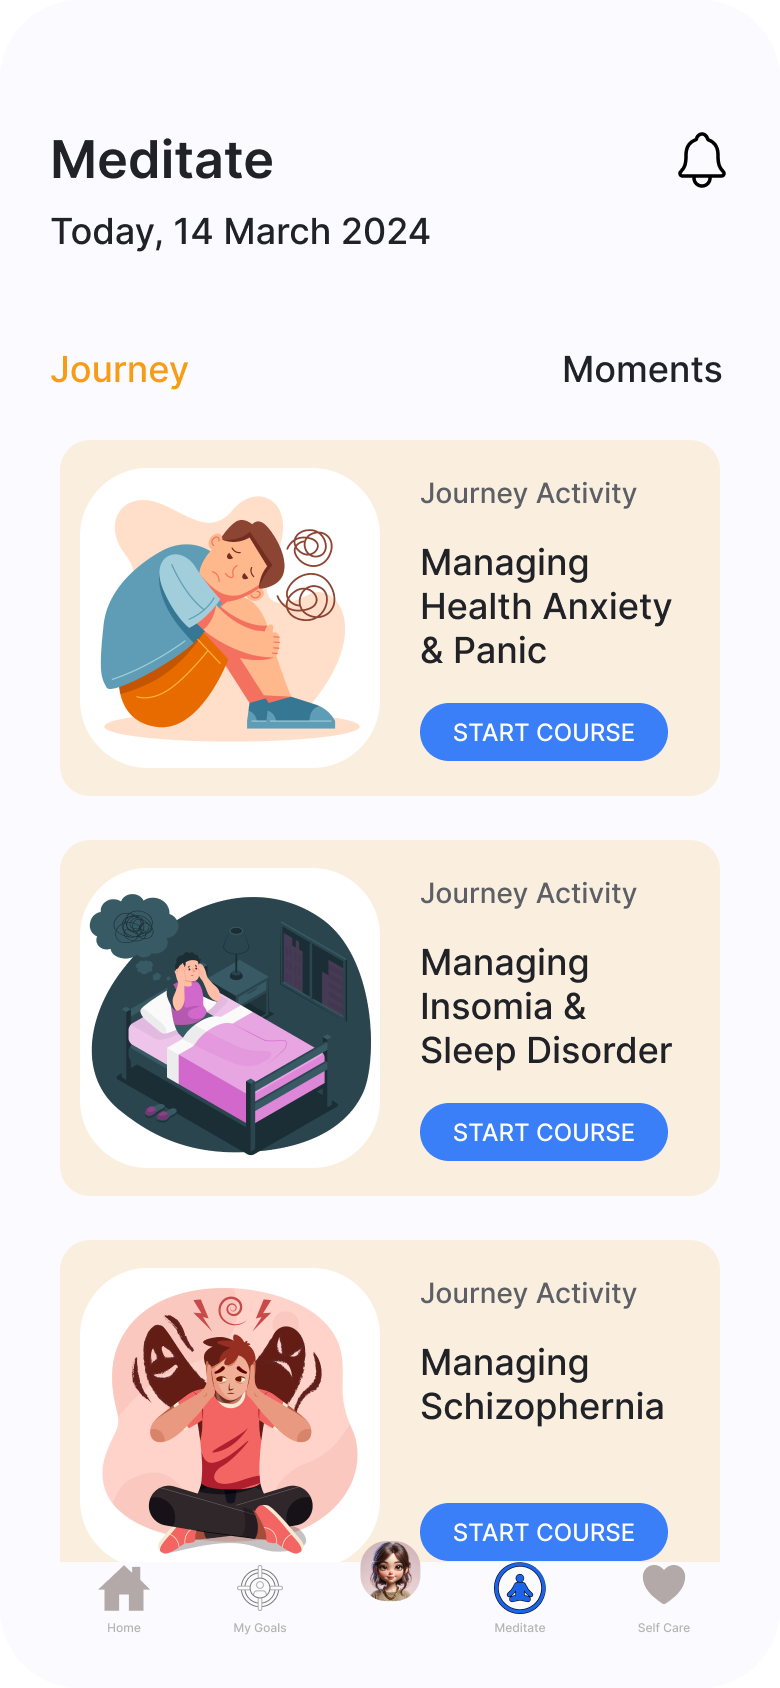 Meditate
Today, 14 March 2024
Journey
Moments
Journey Activity
Managing
Health Anxiety
& Panic
START COURSE
Journey Activity
Managing
Insomia &
Sleep Disorder
START COURSE
Journey Activity
Managing
Schizophernia
START COURSE
Home
My Goals
Meditate
Self Care